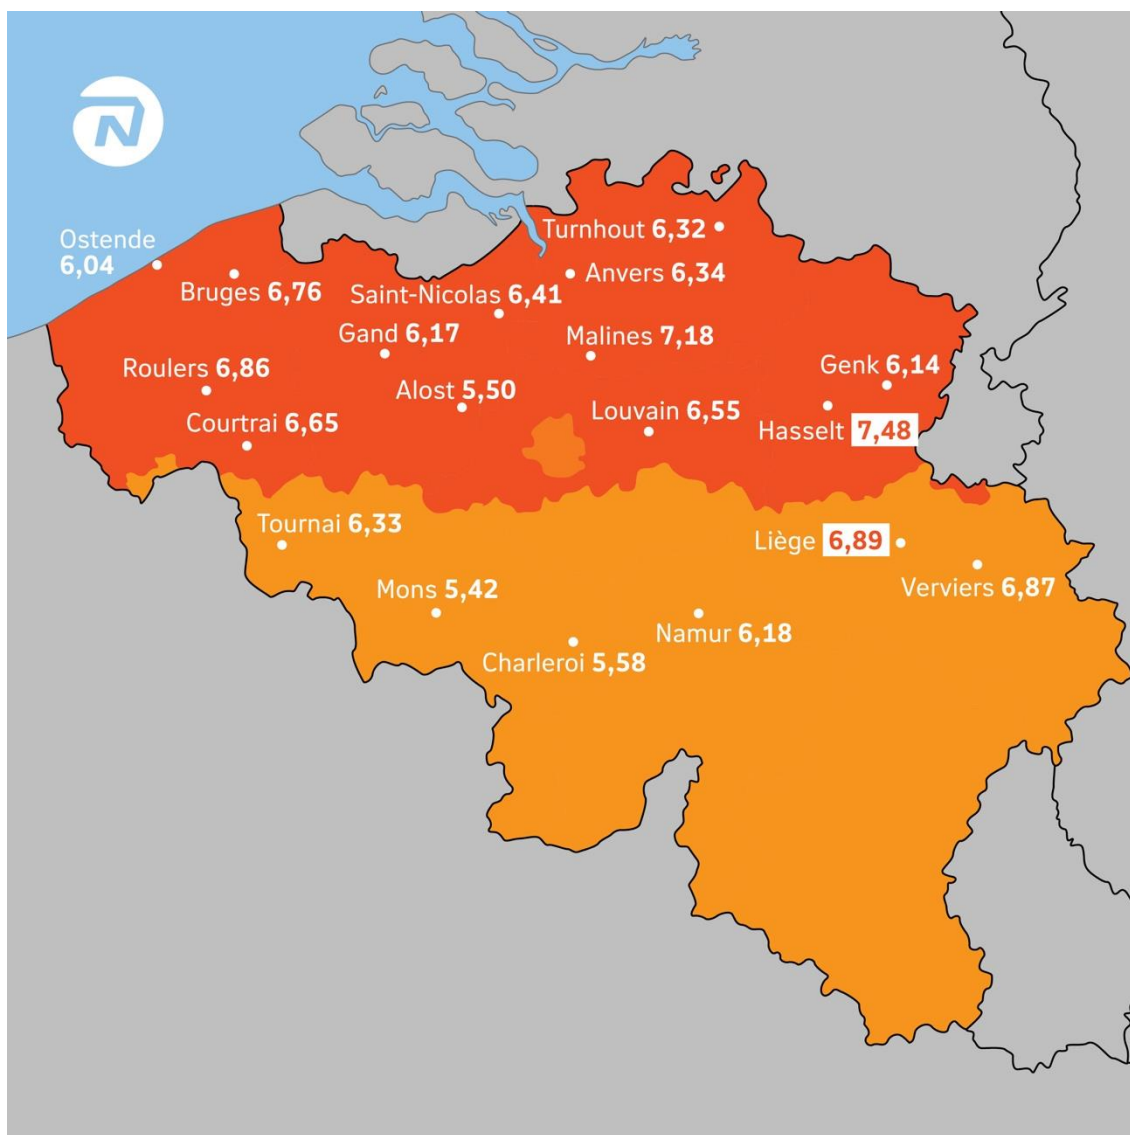 N
Ostende
6,04
Bruges 6,76
Turnhout 6,32
Anvers 6,34
Saint-Nicolas 6,41
Gand 6,17
Malines 7,18
Roulers 6,86
Alost 5,50
Genk 6,14
Courtrai 6,65
Louvain 6,55
Hasselt 7,48
Tournai 6,33
Liège 6,89
Mons 5,42
Verviers 6,87
Namur 6,18
Charleroi 5,58